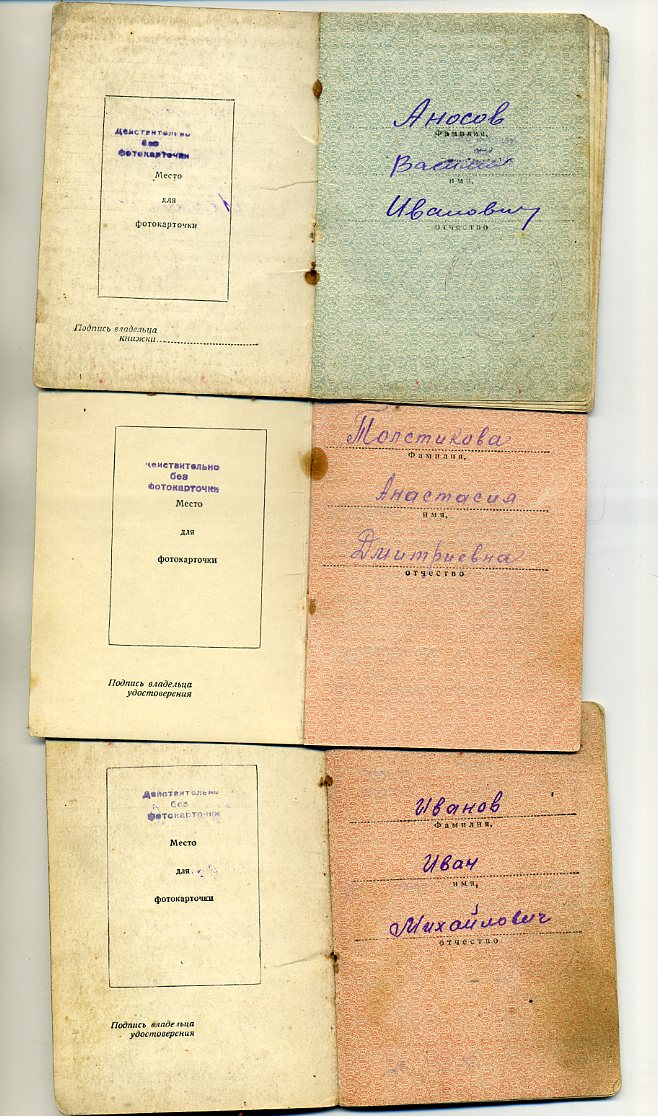 Действительно
без
фотокарточки
Место
для
фотокарточки
Подпись владельца
книжки
Аносов
Фамилия,
имя,
Иванович
отчество
действительно
без
фотокарточки
Место
для
фотокарточки
Подпись владельца
удостоверения
Толстикова
Фамилия,
Анастасия
имя,
Дмитриевна
отчество
Действительно
без
фотокарточки
Место
для
фотокарточки
Подпись владельца
удостоверения
Иванов
Фамилия,
Иван
имя,
Михайлович
отчество